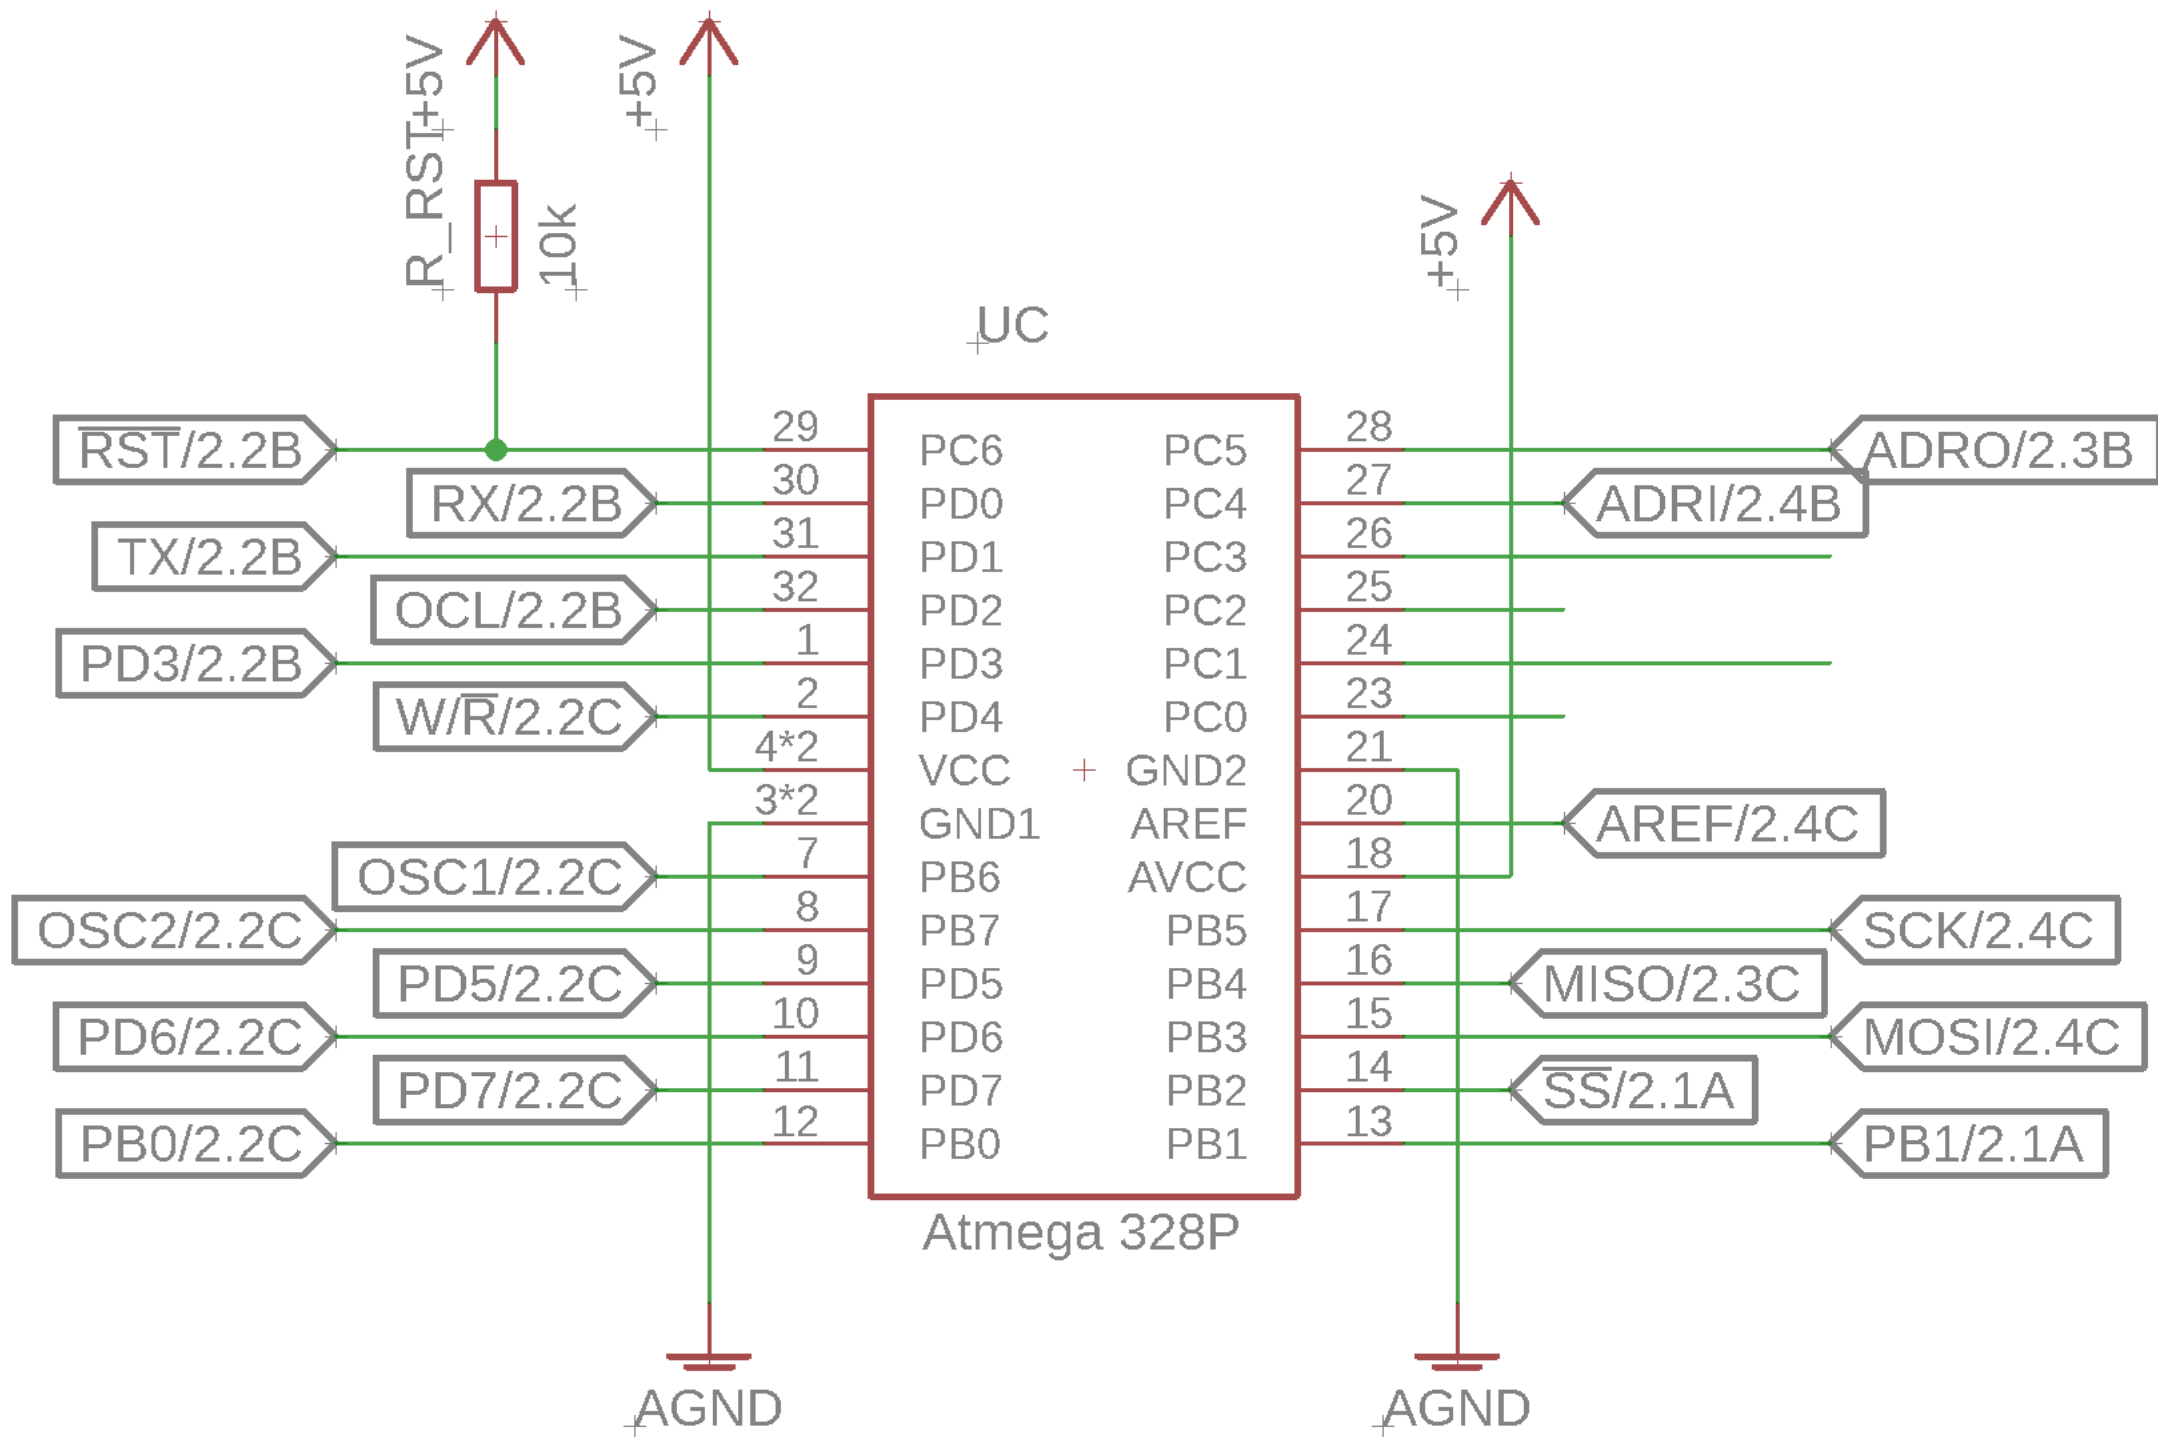 +5V
+5V
R_RST
10k
+5V
UC
RST/2.2B
29
PC6
PC5
28
ADRO/2.3B
RX/2.2B
30
PD0
PC4
27
ADRI/2.4B
TX/2.2B
31
PD1
PC3
26
OCL/2.2B
32
PD2
PC2
25
PD3/2.2B
1
PD3
PC1
24
W/R/2.2C
2
PD4
PC0
23
4*2
VCC
GND2
21
3*2
GND1
AREF
20
AREF/2.4C
OSC1/2.2C
7
PB6
AVCC
18
OSC2/2.2C
8
PB7
PB5
17
SCK/2.4C
PD5/2.2C
9
PD5
PB4
16
MISO/2.3C
PD6/2.2C
10
PD6
PB3
15
MOSI/2.4C
PD7/2.2C
11
PD7
PB2
14
SS/2.1A
PB0/2.2C
12
PB0
PB1
13
PB1/2.1A
Atmega 328P
AGND
AGND